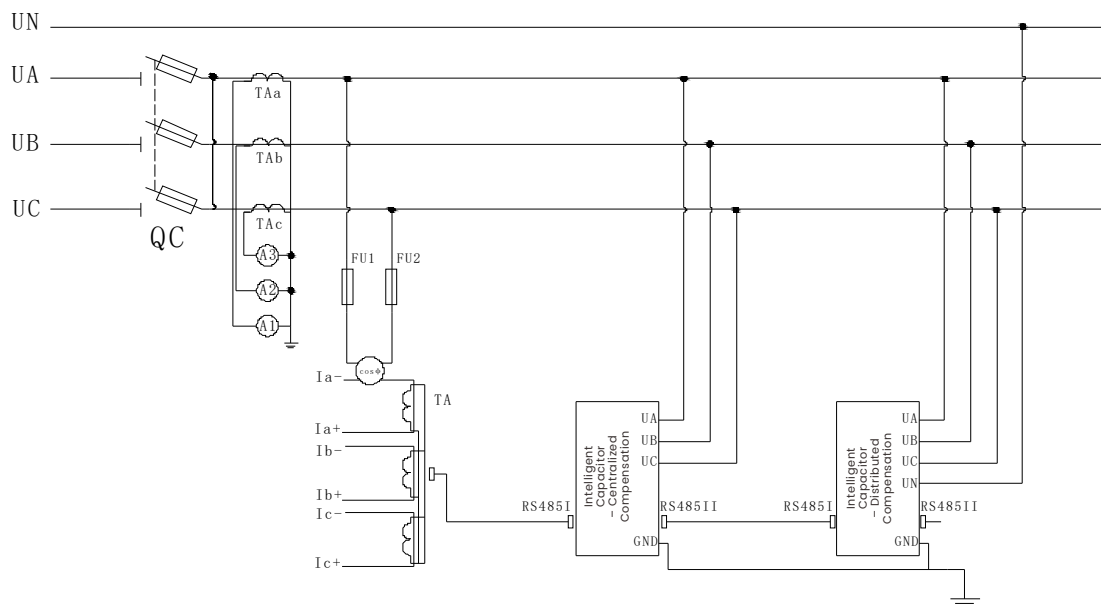 UN
UA
TAa
UB
TAb
UC
TAc
QC
A3
FU1
FU2
A2
A1
cosΦ
Ia-
TA
Ia+
Ib-
Ib+
Ic-
Ic+
Intelligent
Capacitor
– Centralized
Compensation
UA
UB
UC
RS485I
RS485II
GND
Intelligent
Capacitor
– Distributed
Compensation
UA
UB
UC
UN
RS485I
RS485II
GND